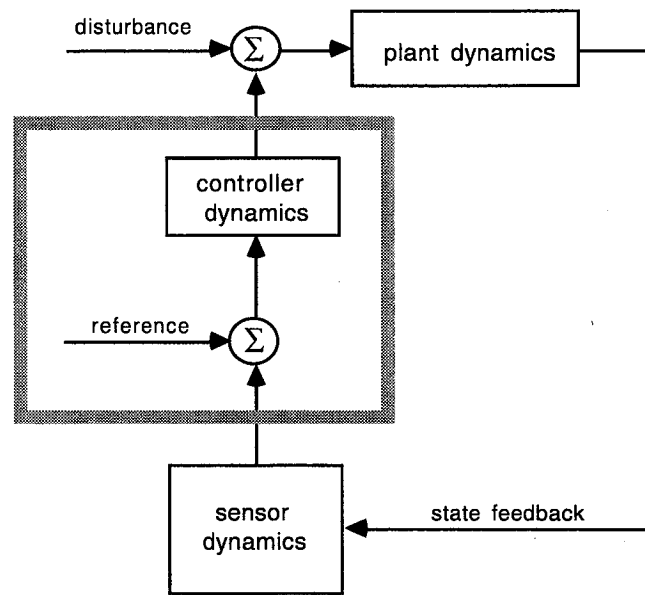 disturbance
Σ
plant dynamics
controller
dynamics
reference
Σ
sensor
dynamics
state feedback